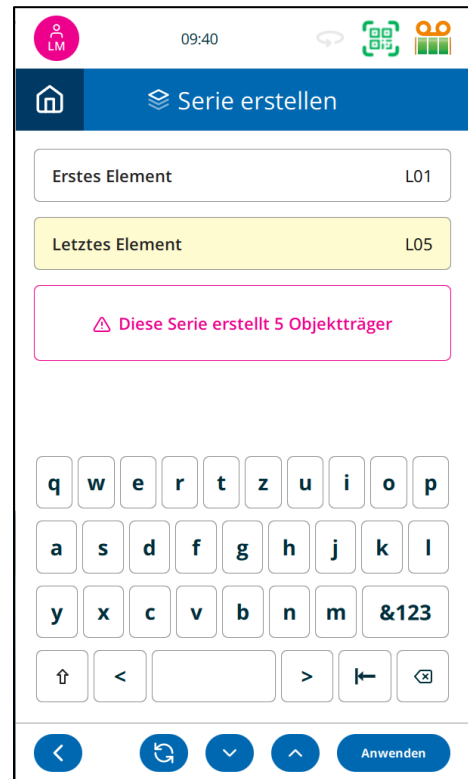 LM
09:40
Serie erstellen
Erstes Element L01
Letztes Element L05
Diese Serie erstellt 5 Objektträger
q w e r t z u i o p
a s d f g h j k l
y x c v b n m &123
< >
Anwenden